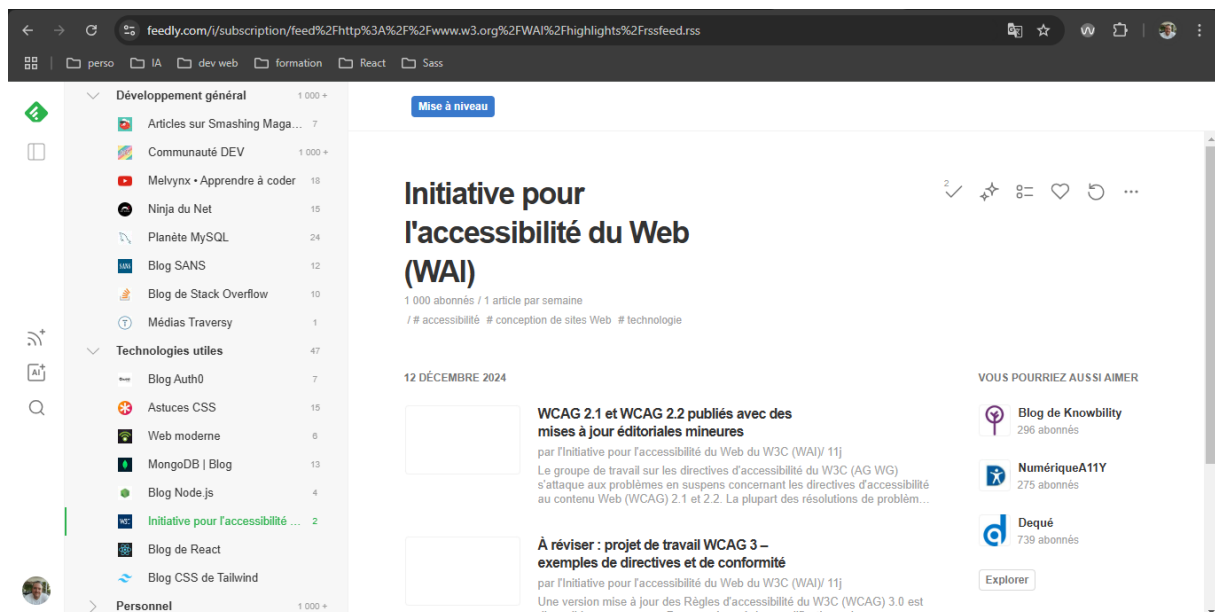 feedly.com/i/subscription/feed%2Fhttp%3A%2F%2Fwww.w3.org%2FWAI%2Fhighlights%2Frssfeed.rss
perso IA dev web formation React Sass
Développement général 1 000 +
Articles sur Smashing Maga... 7
Communauté DEV 1 000 +
Melvynx • Apprendre à coder 18
Ninja du Net 15
Planète MySQL 24
Blog SANS 12
Blog de Stack Overflow 10
Médias Traversy 1
Technologies utiles 47
Blog Auth0 7
Astuces CSS 15
Web moderne 6
MongoDB | Blog 13
Blog Node.js 4
Initiative pour l'accessibilité ... 2
Blog de React
Blog CSS de Tailwind
Personnel 1 000 +
AI
Mise à niveau
Initiative pour
l'accessibilité du Web
(WAI)
2
1 000 abonnés / 1 article par semaine
/ # accessibilité # conception de sites Web # technologie
12 DÉCEMBRE 2024
WCAG 2.1 et WCAG 2.2 publiés avec des
mises à jour éditoriales mineures
par l'Initiative pour l'accessibilité du Web du W3C (WAI)/ 11j
Le groupe de travail sur les directives d'accessibilité du W3C (AG WG)
s'attaque aux problèmes en suspens concernant les directives d'accessibilité
au contenu Web (WCAG) 2.1 et 2.2. La plupart des résolutions de problèm...
À réviser : projet de travail WCAG 3 –
exemples de directives et de conformité
par l'Initiative pour l'accessibilité du Web du W3C (WAI)/ 11j
Une version mise à jour des Règles d'accessibilité du W3C (WCAG) 3.0 est
VOUS POURRIEZ AUSSI AIMER
Blog de Knowbility
296 abonnés
NumériqueA11Y
275 abonnés
Dequé
739 abonnés
Explorer